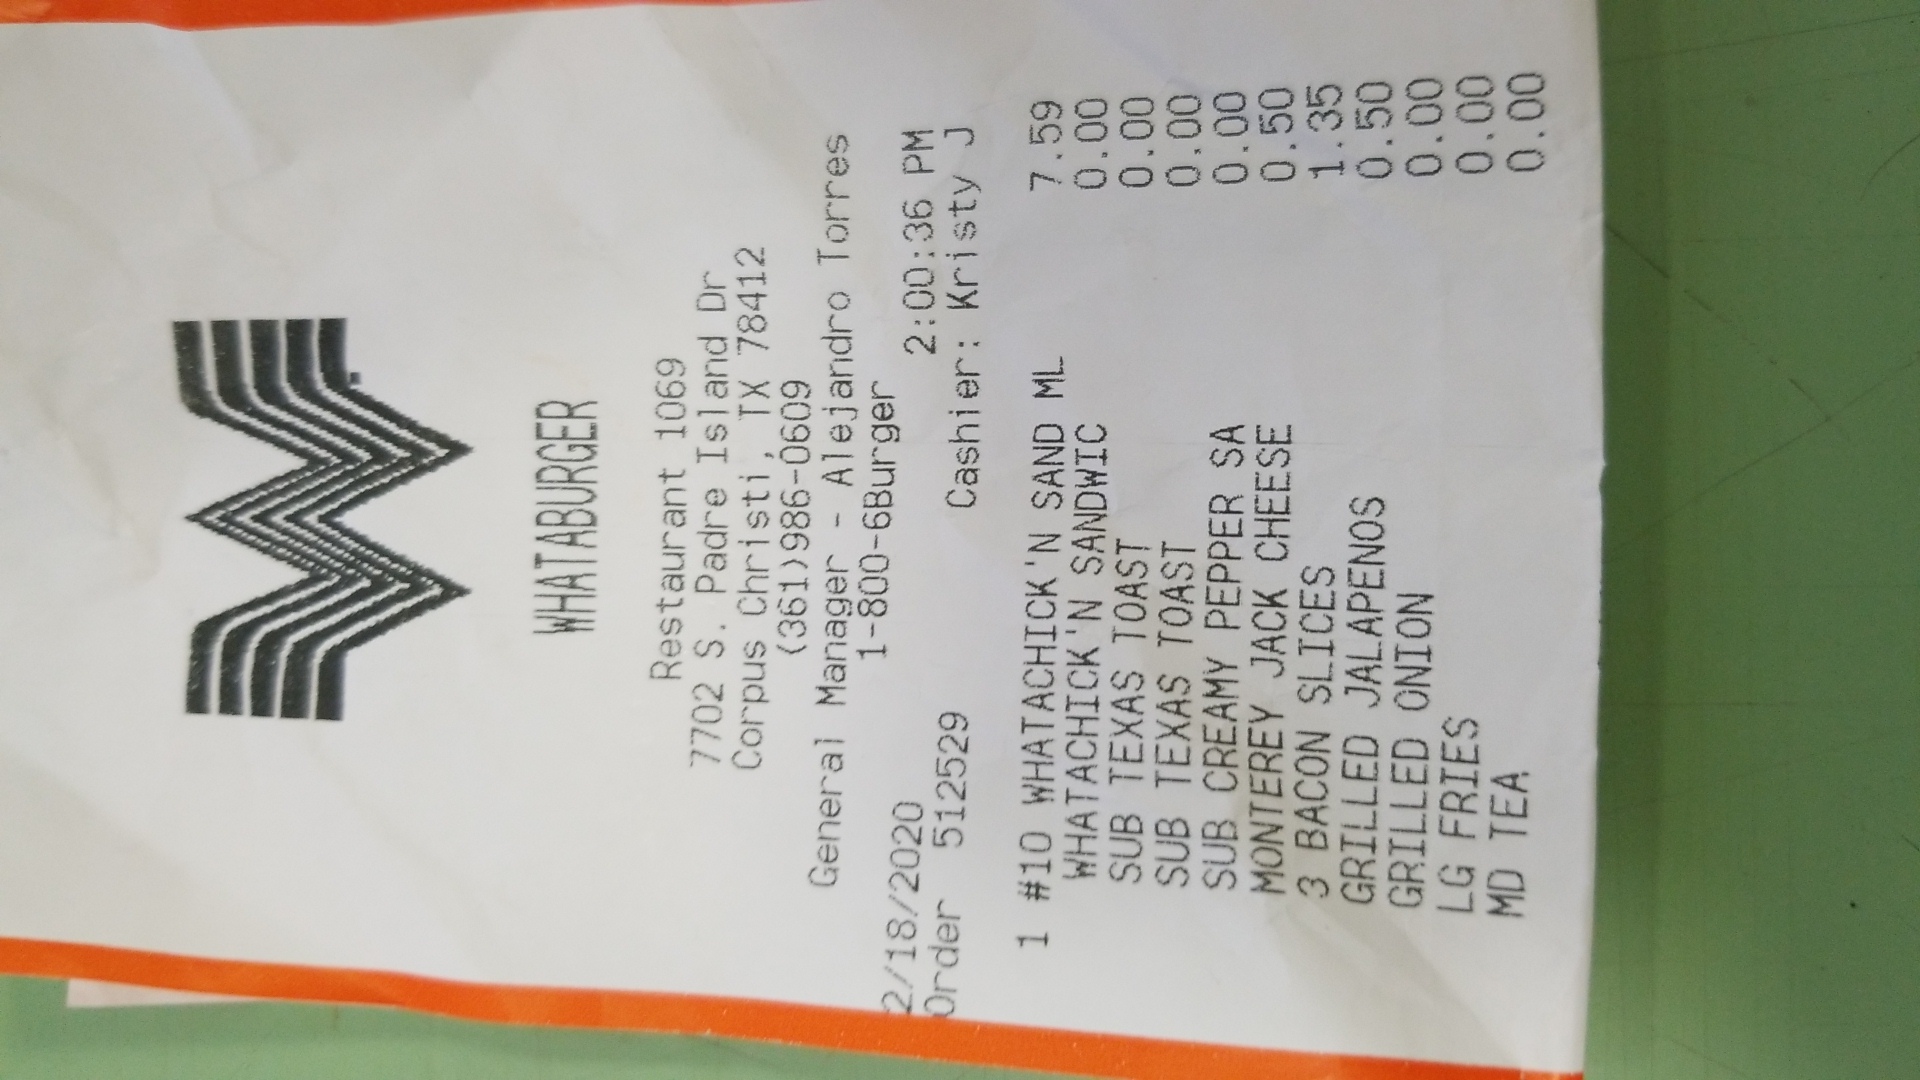 WHATABURGER
Restaurant 1069
7702 S. Padre Island Dr
Corpus Christi, TX 78412
(361)986-0609
General Manager - Alejandro Torres
1-800-6Burger
2/18/2020 2:00:36 PM
Order 512529 Cashier: Kristy J
1 #10 WHATACHICK'N SAND ML 7.59
WHATACHICK'N SANDWIC 0.00
SUB TEXAS TOAST 0.00
SUB TEXAS TOAST 0.00
SUB CREAMY PEPPER SA 0.00
MONTEREY JACK CHEESE 0.50
3 BACON SLICES 1.35
GRILLED JALAPENOS 0.50
GRILLED ONION 0.00
LG FRIES 0.00
MD TEA 0.00